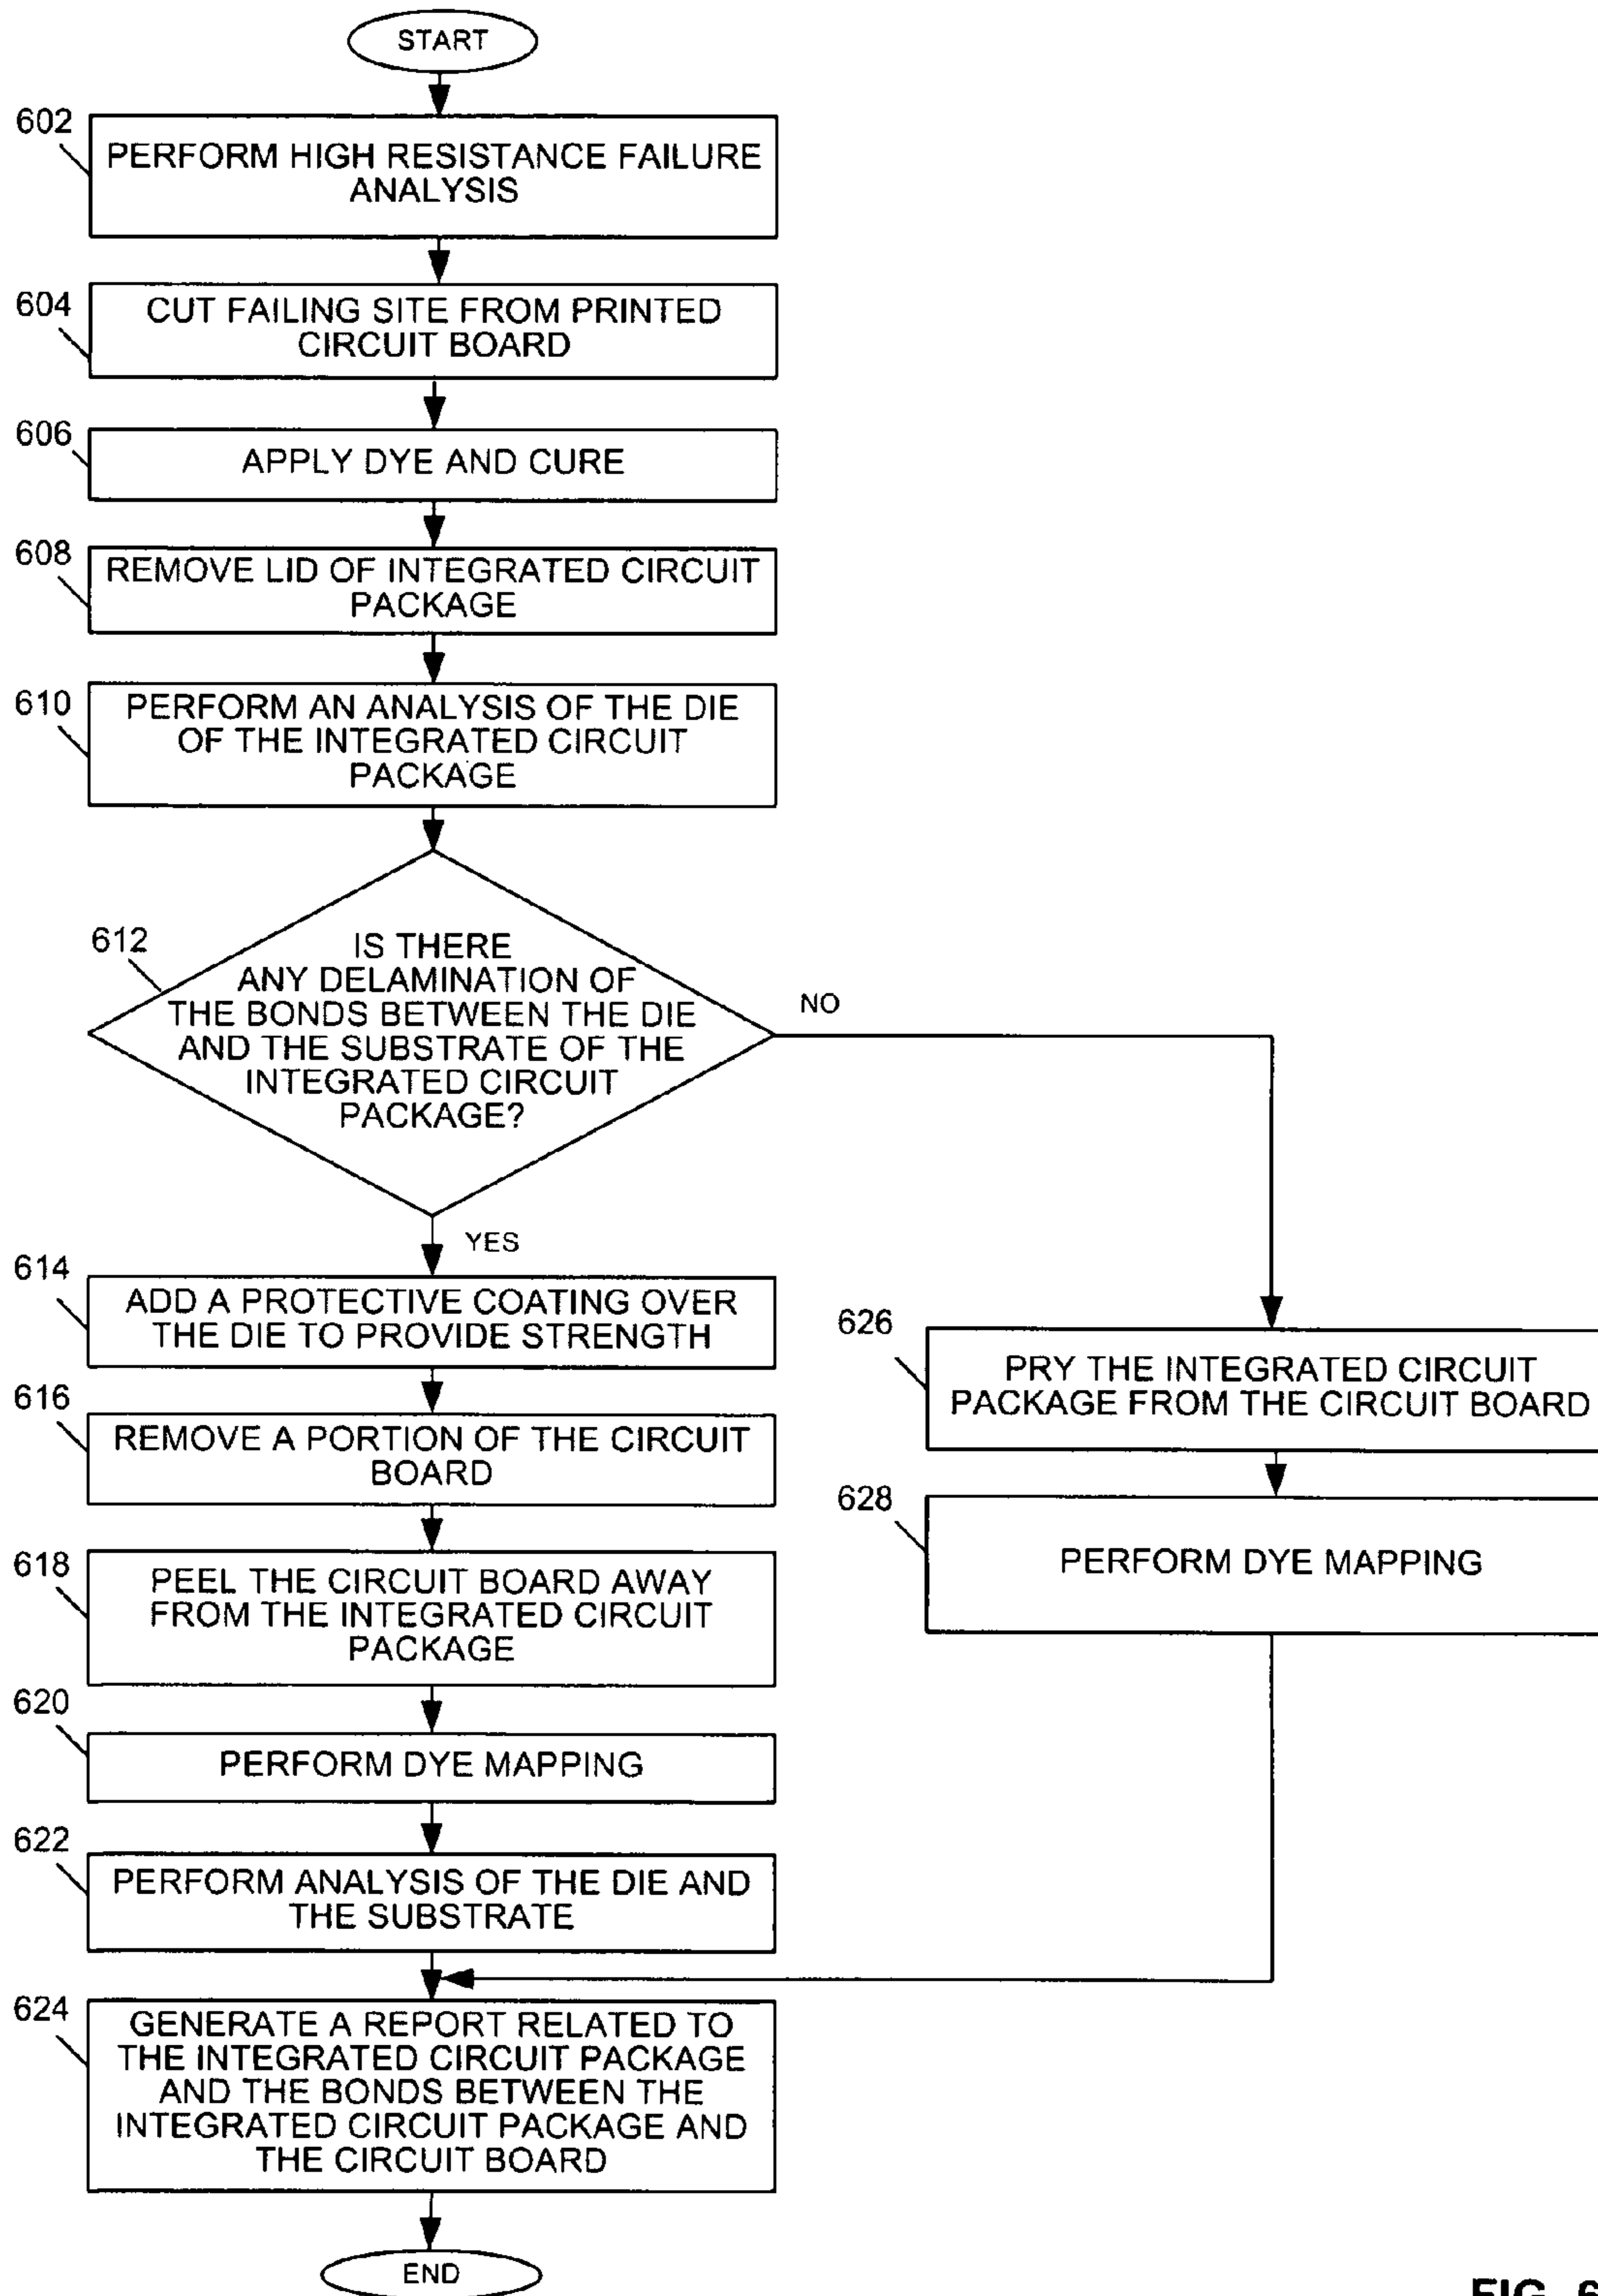 START
602
PERFORM HIGH RESISTANCE FAILURE
ANALYSIS
604
CUT FAILING SITE FROM PRINTED
CIRCUIT BOARD
606
APPLY DYE AND CURE
608
REMOVE LID OF INTEGRATED CIRCUIT
PACKAGE
610
PERFORM AN ANALYSIS OF THE DIE
OF THE INTEGRATED CIRCUIT
PACKAGE
612
IS THERE
ANY DELAMINATION OF
THE BONDS BETWEEN THE DIE
AND THE SUBSTRATE OF THE
INTEGRATED CIRCUIT
PACKAGE?
NO
YES
614
ADD A PROTECTIVE COATING OVER
THE DIE TO PROVIDE STRENGTH
616
REMOVE A PORTION OF THE CIRCUIT
BOARD
618
PEEL THE CIRCUIT BOARD AWAY
FROM THE INTEGRATED CIRCUIT
PACKAGE
620
PERFORM DYE MAPPING
622
PERFORM ANALYSIS OF THE DIE AND
THE SUBSTRATE
624
GENERATE A REPORT RELATED TO
THE INTEGRATED CIRCUIT PACKAGE
AND THE BONDS BETWEEN THE
INTEGRATED CIRCUIT PACKAGE AND
THE CIRCUIT BOARD
END
626
PRY THE INTEGRATED CIRCUIT
PACKAGE FROM THE CIRCUIT BOARD
628
PERFORM DYE MAPPING
FIG. 6